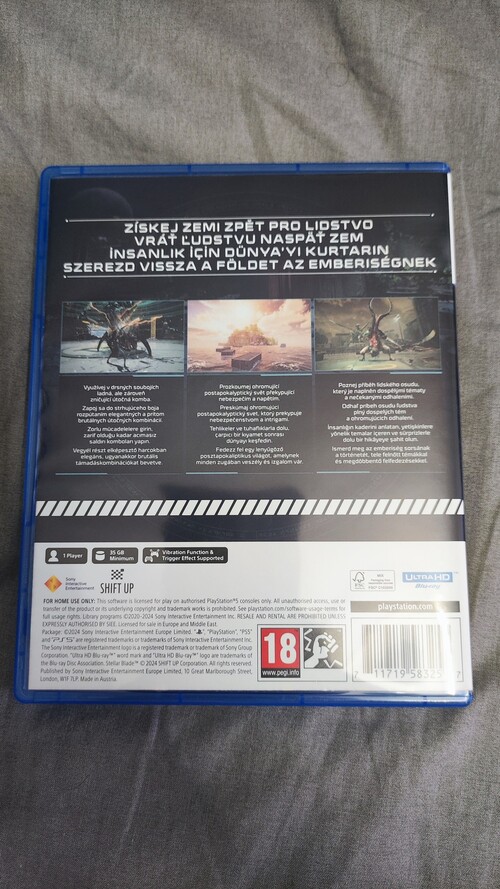 ZÍSKEJ ZEMI ZPĚT PRO LIDSTVO
VRÁŤ ĽUDSTVU NASPÄŤ ZEM
İNSANLIK İÇİN DÜNYA'YI KURTARIN
SZEREZD VISSZA A FÖLDET AZ EMBERISÉGNEK
Využívej v drsných soubojích
ladná, ale zároveň
zničující útočná komba.
Zapoj sa do strhujúceho boja
rozpútaním elegantných a pritom
brutálnych útočných kombinácií.
Zorlu mücadelelere girin,
zarif olduğu kadar acımasız
saldırı komboları yapın.
Vegyél részt elképesztő harcokban
elegáns, ugyanakkor brutális
támadáskombinációkat bevetve.
Prozkoumej ohromující
postapokalyptický svět překypující
nebezpečím a napětím.
Preskúmaj ohromujúci
postapokalyptický svet, ktorý prekypuje
nebezpečenstvom a intrigami.
Tehlikeler ve tuhaflıklarla dolu,
çarpıcı bir kıyamet sonrası
dünyayı keşfedin.
Fedezz fel egy lenyűgöző
posztapokaliptikus világot, amelynek
minden zugában veszély és izgalom vár.
Poznej příběh lidského osudu,
který je naplněn dospělými tématy
a nečekanými odhaleními.
Odhaľ príbeh osudu ľudstva
plný dospelých tém
a ohromujúcich odhalení.
İnsanlığın kaderini anlatan, yetişkinlere
yönelik temalar içeren ve sürprizlerle
dolu bir hikâyeye şahit olun.
Ismerd meg az emberiség sorsának
a történetét, tele felnőtt témákkal
és megdöbbentő felfedezésekkel.
1 Player
35 GB
Minimum
Vibration Function &
Trigger Effect Supported
Sony
Interactive
Entertainment
SHIFT UP
FSC
MIX
ULTRA HD
Blu-ray
FOR HOME USE ONLY: This software is licensed for play on authorised PlayStation®5 consoles only. All unauthorised access, use or
transfer of the product or its underlying copyright and trademark works is prohibited. See playstation.com/software-usage-terms for
full usage rights. Library programs ©2020-2024 Sony Interactive Entertainment Inc. RESALE AND RENTAL ARE PROHIBITED UNLESS
EXPRESSLY AUTHORISED BY SIEE. Licensed for sale in Europe and Middle East.
Package: ©2024 Sony Interactive Entertainment Europe Limited. "PlayStation", "PS5"
and "PS5" are registered trademarks or trademarks of Sony Interactive Entertainment Inc.
The Sony Interactive Entertainment logo is a registered trademark or trademark of Sony Group
Corporation. "Ultra HD Blu-ray™" word mark and "Ultra HD Blu-ray™" logo are trademarks of
the Blu-ray Disc Association. Stellar Blade™ © 2024 SHIFT UP Corporation. All rights reserved.
Published by Sony Interactive Entertainment Europe Limited, 10 Great Marlborough Street,
London, W1F 7LP. Made in Austria.
18
www.pegi.info
playstation.com
7 11719 58325 7